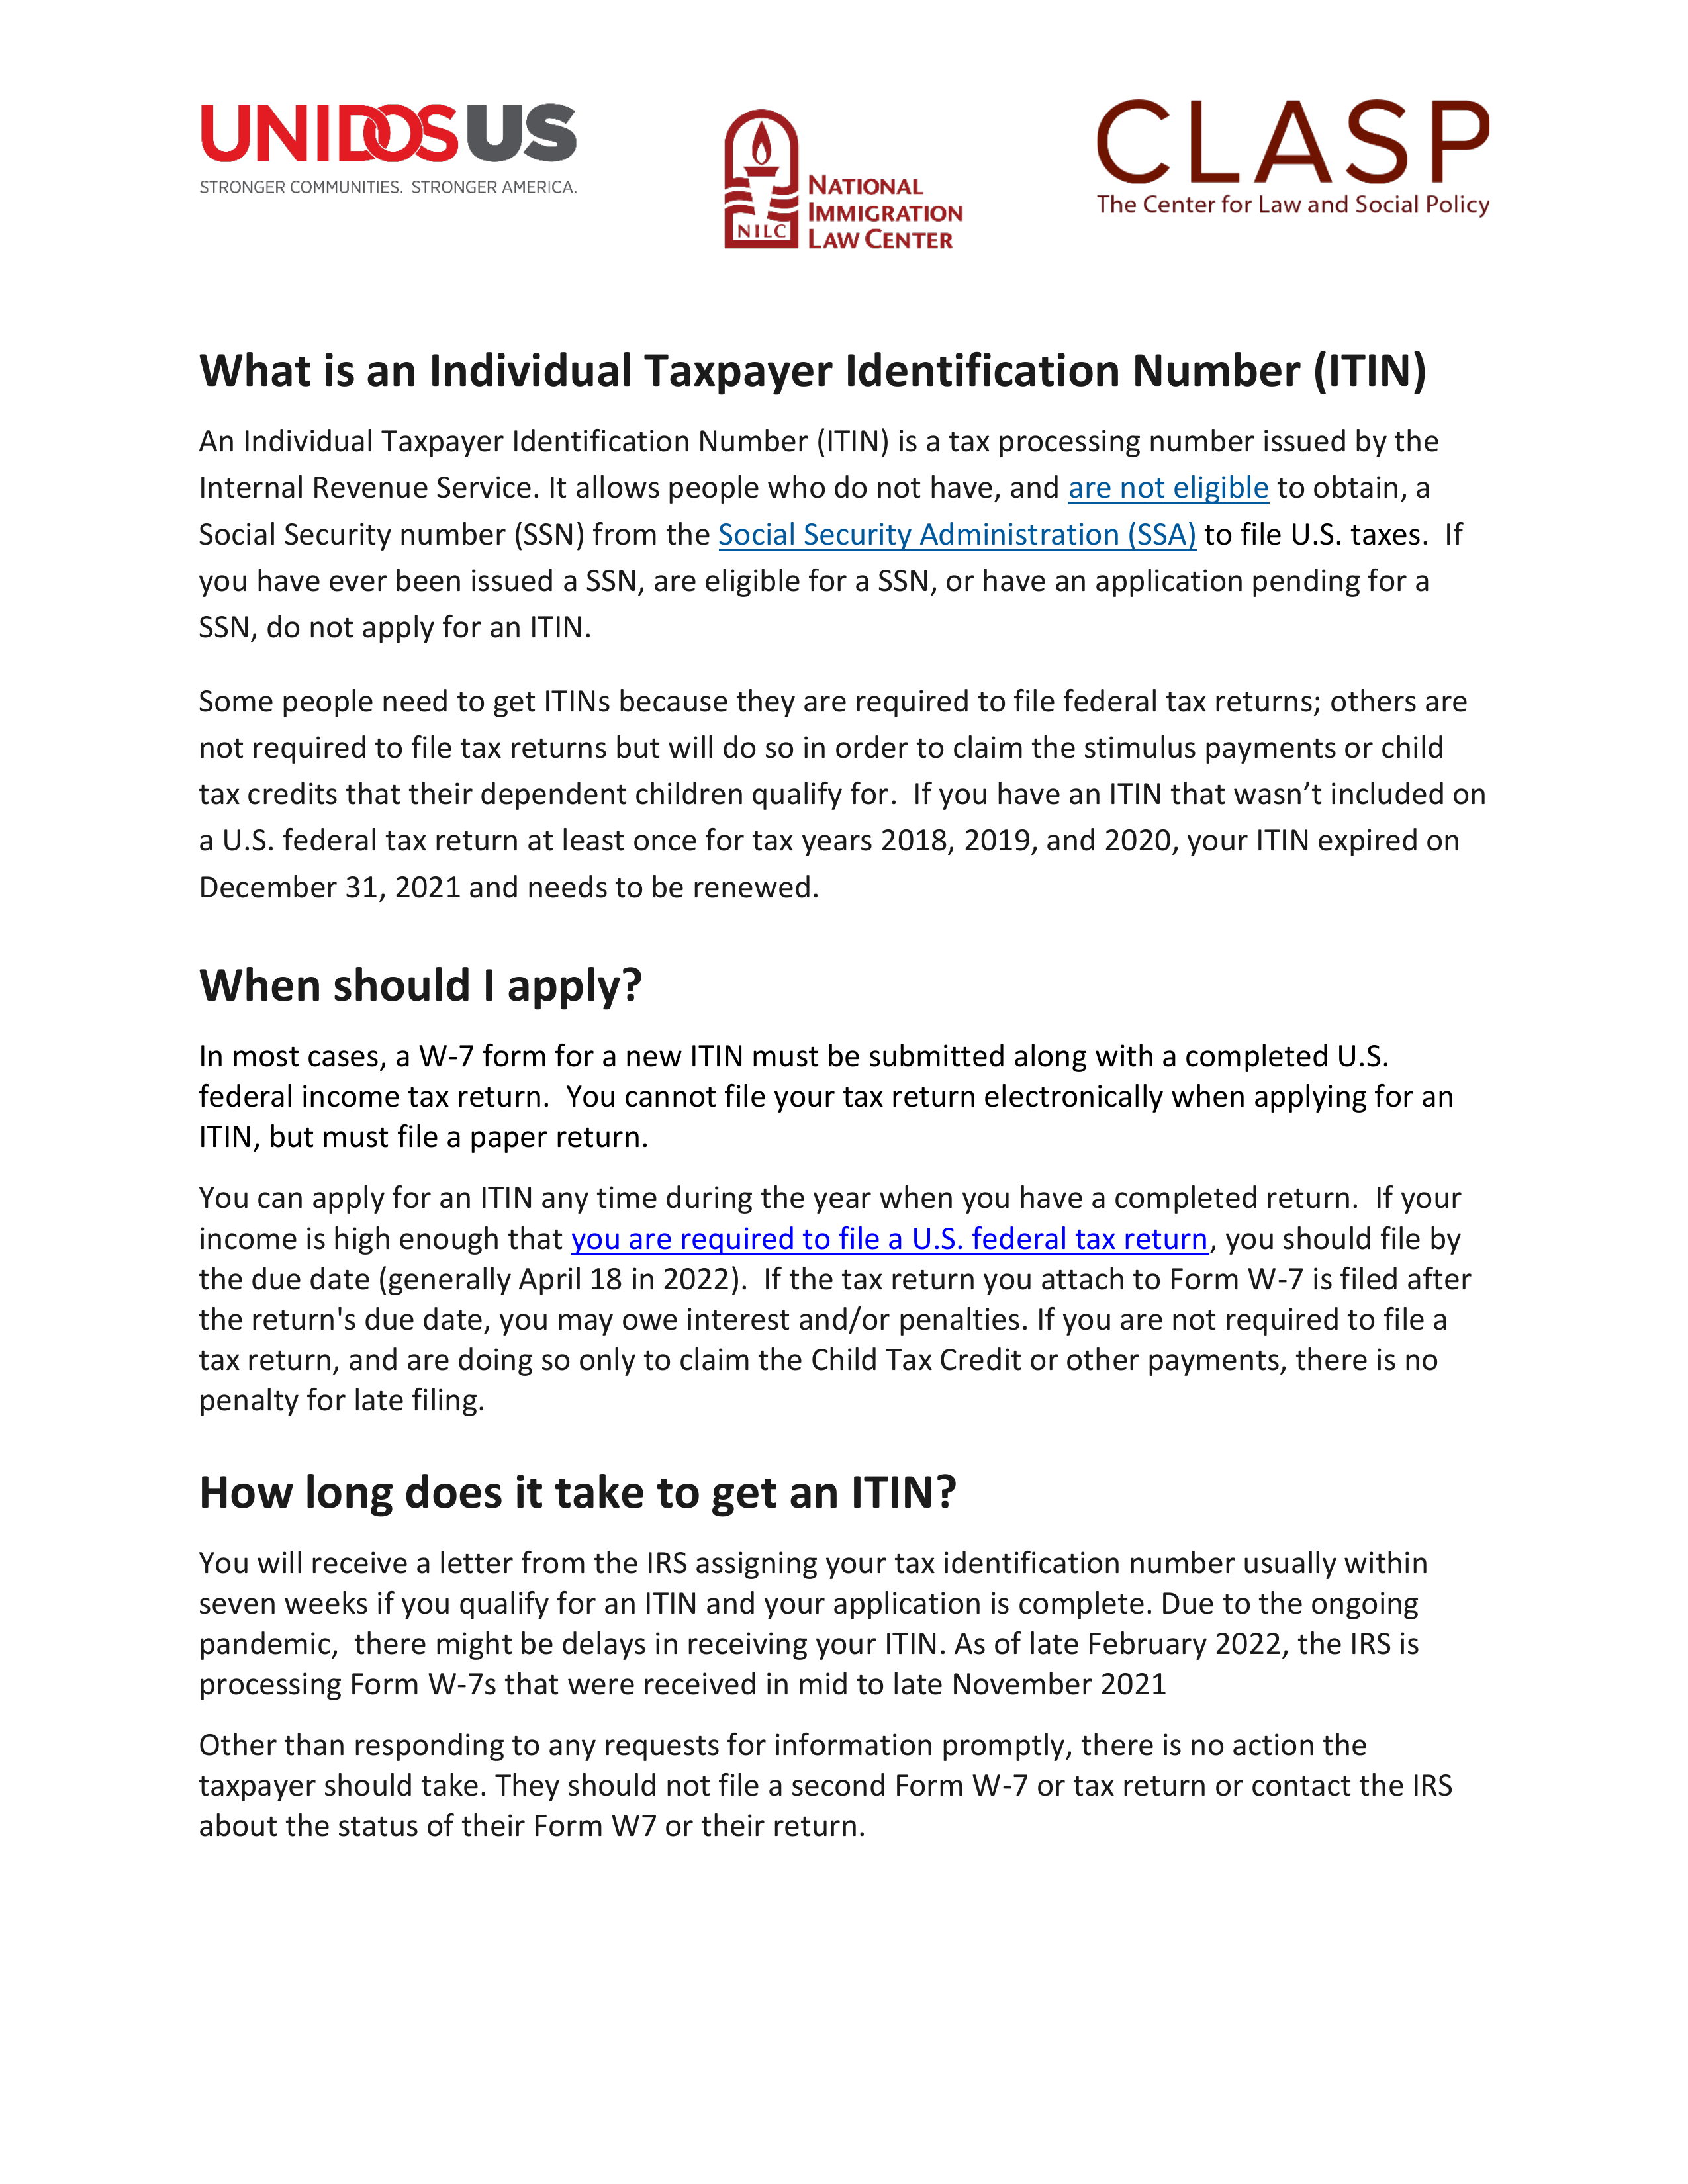 UNIDOSUS
STRONGER COMMUNITIES. STRONGER AMERICA.
NILC
NATIONAL
IMMIGRATION
LAW CENTER
CLASP
The Center for Law and Social Policy
What is an Individual Taxpayer Identification Number (ITIN)
An Individual Taxpayer Identification Number (ITIN) is a tax processing number issued by the
Internal Revenue Service. It allows people who do not have, and are not eligible to obtain, a
Social Security number (SSN) from the Social Security Administration (SSA) to file U.S. taxes.  If
you have ever been issued a SSN, are eligible for a SSN, or have an application pending for a
SSN, do not apply for an ITIN.
Some people need to get ITINs because they are required to file federal tax returns; others are
not required to file tax returns but will do so in order to claim the stimulus payments or child
tax credits that their dependent children qualify for.  If you have an ITIN that wasn’t included on
a U.S. federal tax return at least once for tax years 2018, 2019, and 2020, your ITIN expired on
December 31, 2021 and needs to be renewed.
When should I apply?
In most cases, a W-7 form for a new ITIN must be submitted along with a completed U.S.
federal income tax return.  You cannot file your tax return electronically when applying for an
ITIN, but must file a paper return.
You can apply for an ITIN any time during the year when you have a completed return.  If your
income is high enough that you are required to file a U.S. federal tax return, you should file by
the due date (generally April 18 in 2022).  If the tax return you attach to Form W-7 is filed after
the return's due date, you may owe interest and/or penalties. If you are not required to file a
tax return, and are doing so only to claim the Child Tax Credit or other payments, there is no
penalty for late filing.
How long does it take to get an ITIN?
You will receive a letter from the IRS assigning your tax identification number usually within
seven weeks if you qualify for an ITIN and your application is complete. Due to the ongoing
pandemic,  there might be delays in receiving your ITIN. As of late February 2022, the IRS is
processing Form W-7s that were received in mid to late November 2021
Other than responding to any requests for information promptly, there is no action the
taxpayer should take. They should not file a second Form W-7 or tax return or contact the IRS
about the status of their Form W7 or their return.